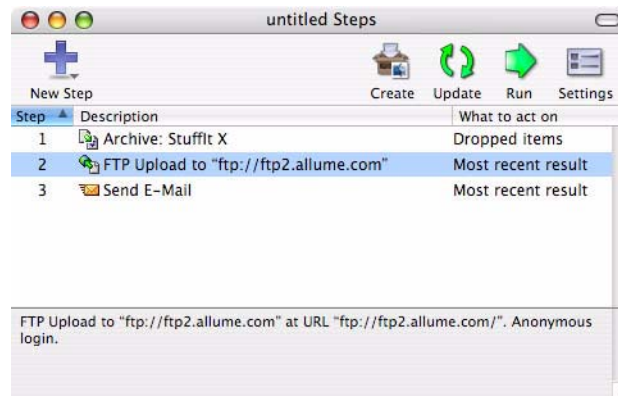 untitled Steps
New Step Create Update Run Settings
Step Description What to act on
1 Archive: StuffIt X Dropped items
2 FTP Upload to “ftp://ftp2.allume.com” Most recent result
3 Send E-Mail Most recent result
FTP Upload to “ftp://ftp2.allume.com” at URL “ftp://ftp2.allume.com/”. Anonymous
login.